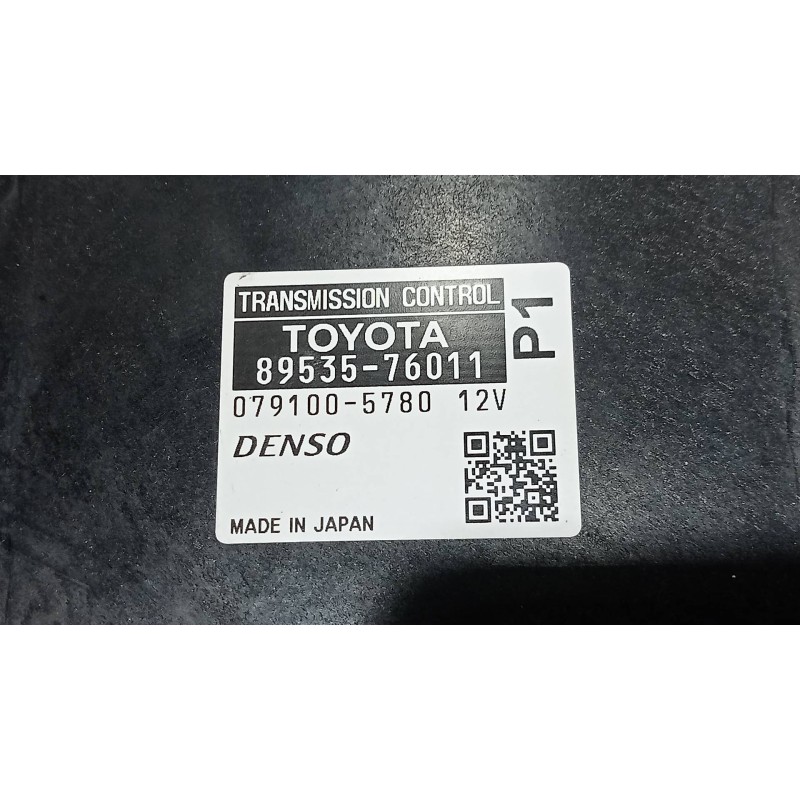 TRANSMISSION CONTROL
TOYOTA
89535-76011
P1
079100-5780 12V
DENSO
MADE IN JAPAN